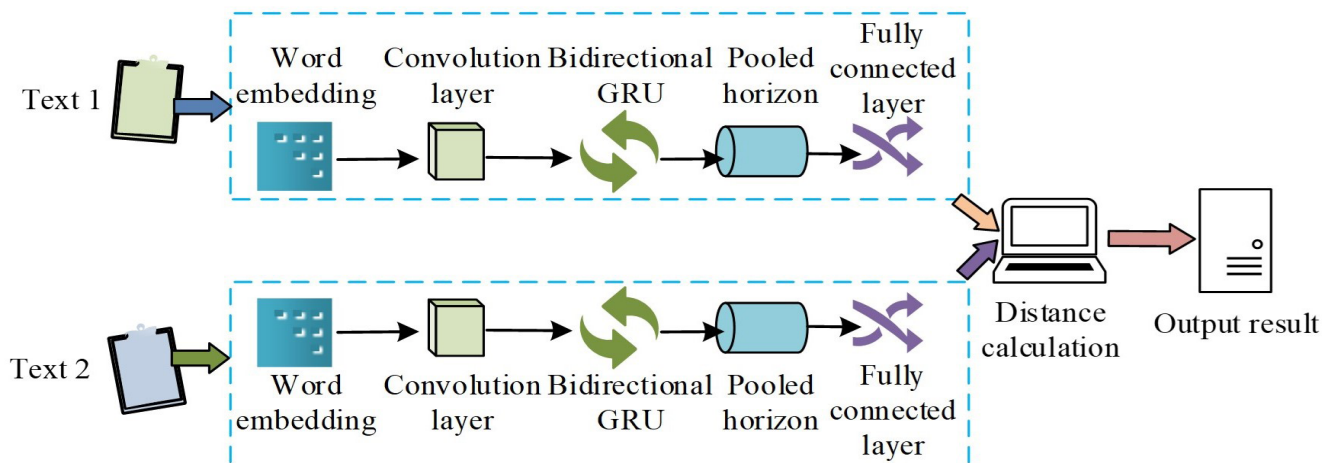 Text 1
Word
embedding
Convolution
layer
Bidirectional
GRU
Pooled
horizon
Fully
connected
layer
Text 2
Word
embedding
Convolution
layer
Bidirectional
GRU
Pooled
horizon
Fully
connected
layer
Distance
calculation
Output result